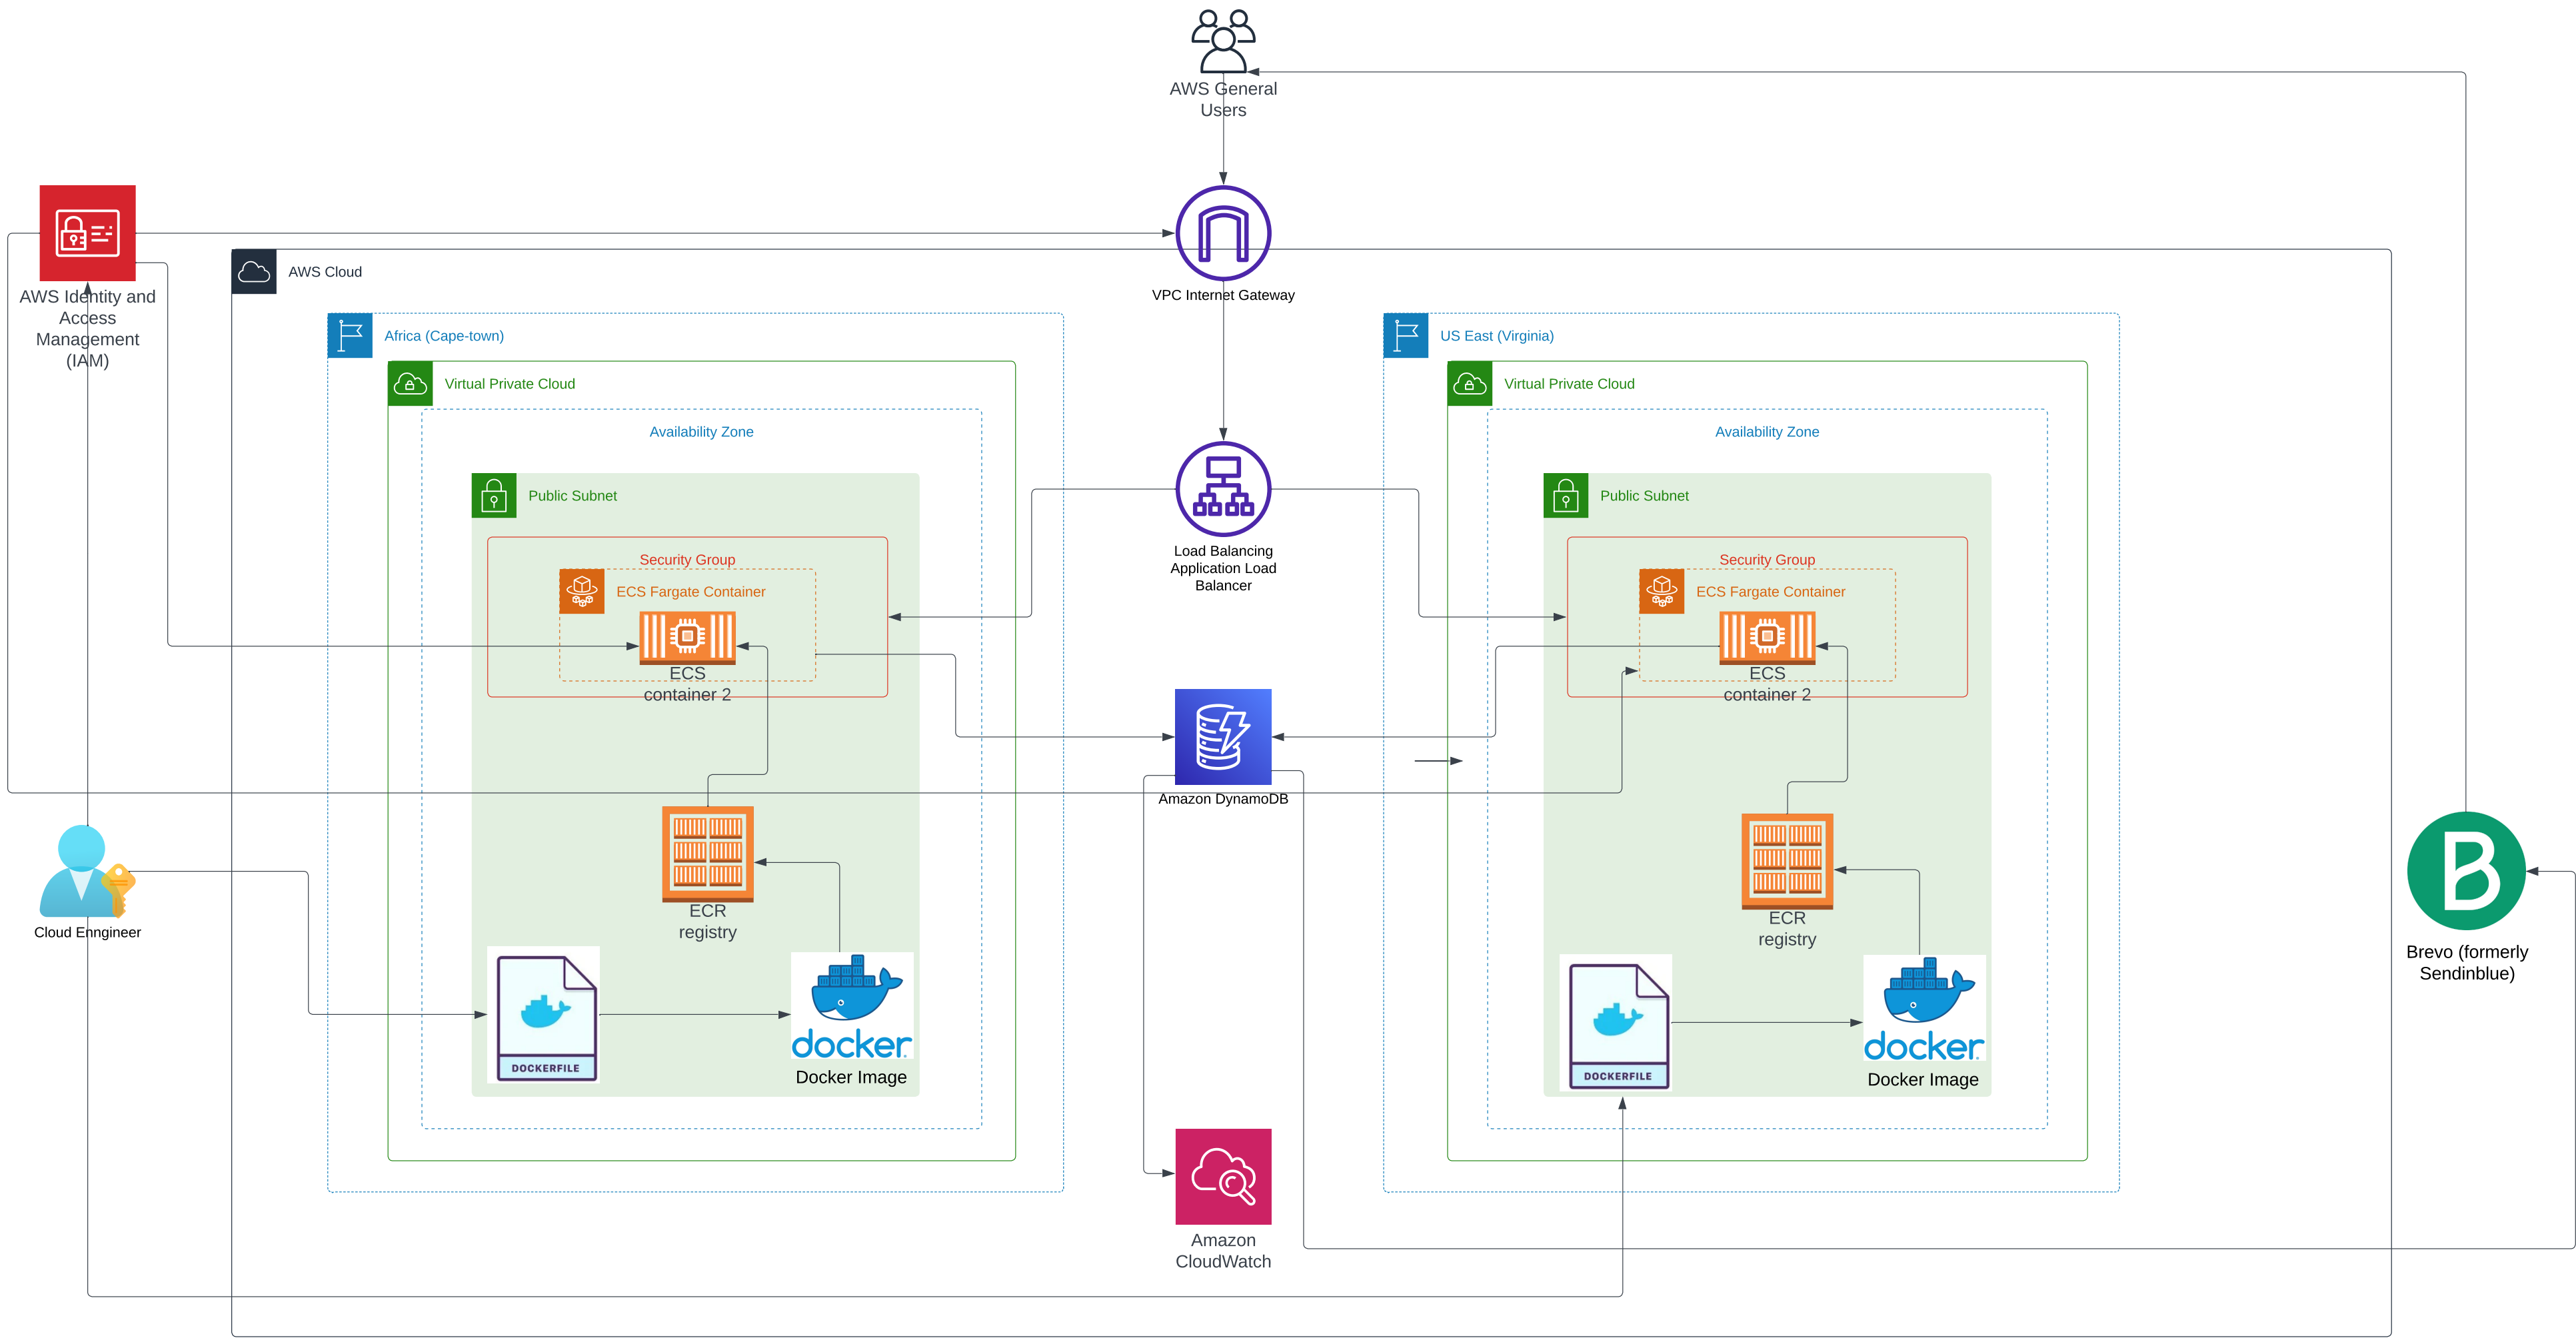 AWS General
Users
AWS Identity and
Access
Management
(IAM)
AWS Cloud
VPC Internet Gateway
Africa (Cape-town)
Virtual Private Cloud
Availability Zone
Public Subnet
Security Group
ECS Fargate Container
ECS
container 2
ECR
registry
DOCKERFILE
docker
Docker Image
Load Balancing
Application Load
Balancer
Amazon DynamoDB
Amazon
CloudWatch
US East (Virginia)
Virtual Private Cloud
Availability Zone
Public Subnet
Security Group
ECS Fargate Container
ECS
container 2
ECR
registry
DOCKERFILE
docker
Docker Image
Cloud Enngineer
B
Brevo (formerly
Sendinblue)